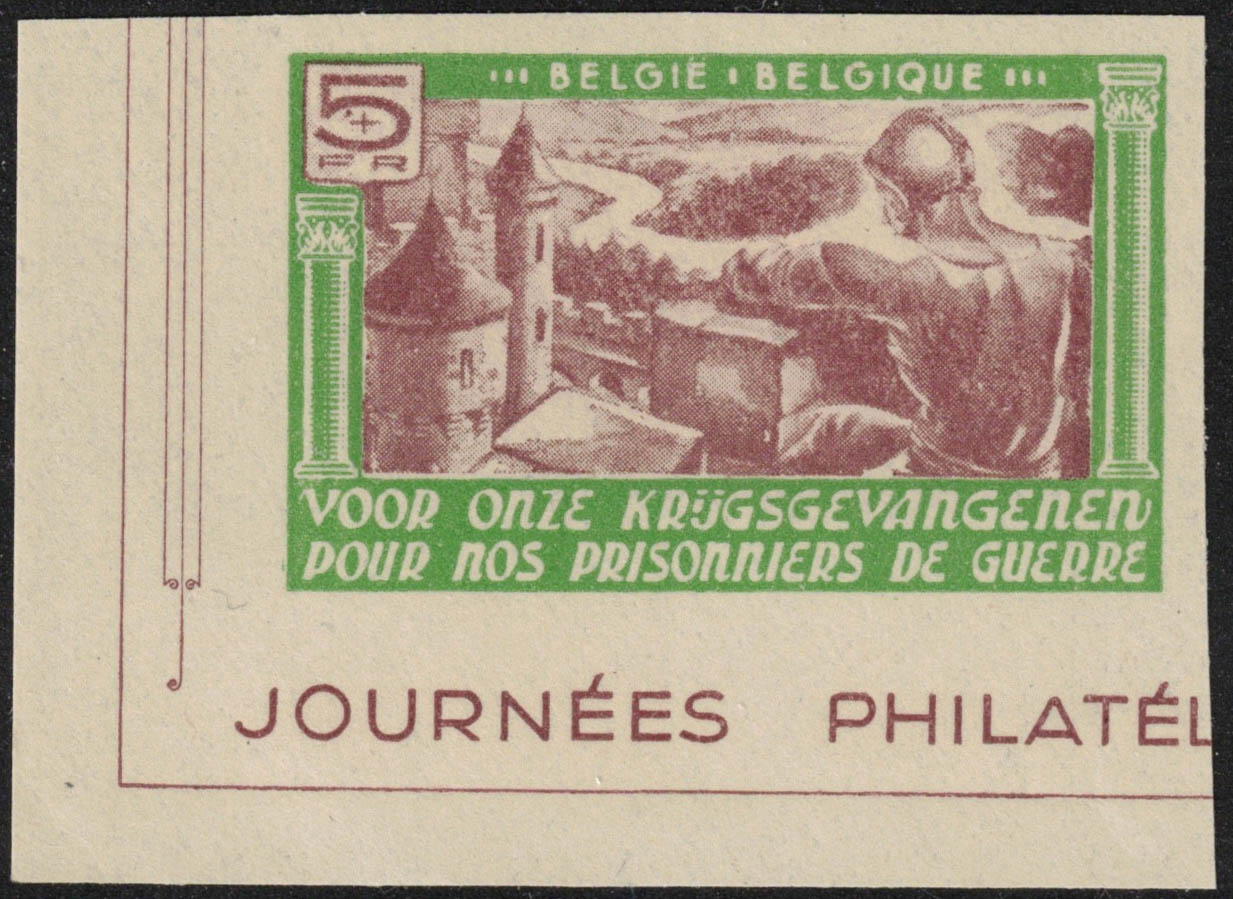 5
FR
BELGIË BELGIQUE
VOOR ONZE KRIJGSGEVANGENEN
POUR NOS PRISONNIERS DE GUERRE
JOURNÉES PHILATÉL